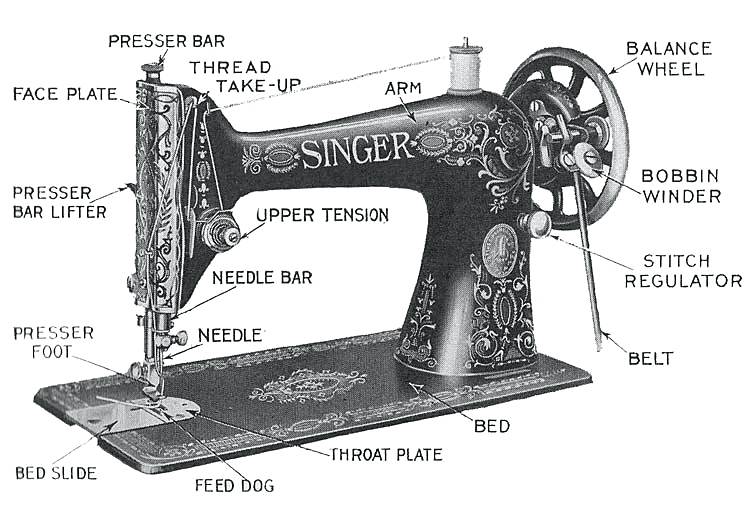 PRESSER BAR
THREAD
TAKE-UP
FACE PLATE
ARM
BALANCE
WHEEL
SINGER
PRESSER
BAR LIFTER
BOBBIN
WINDER
UPPER TENSION
STITCH
REGULATOR
NEEDLE BAR
PRESSER
FOOT
NEEDLE
BELT
BED
THROAT PLATE
BED SLIDE
FEED DOG